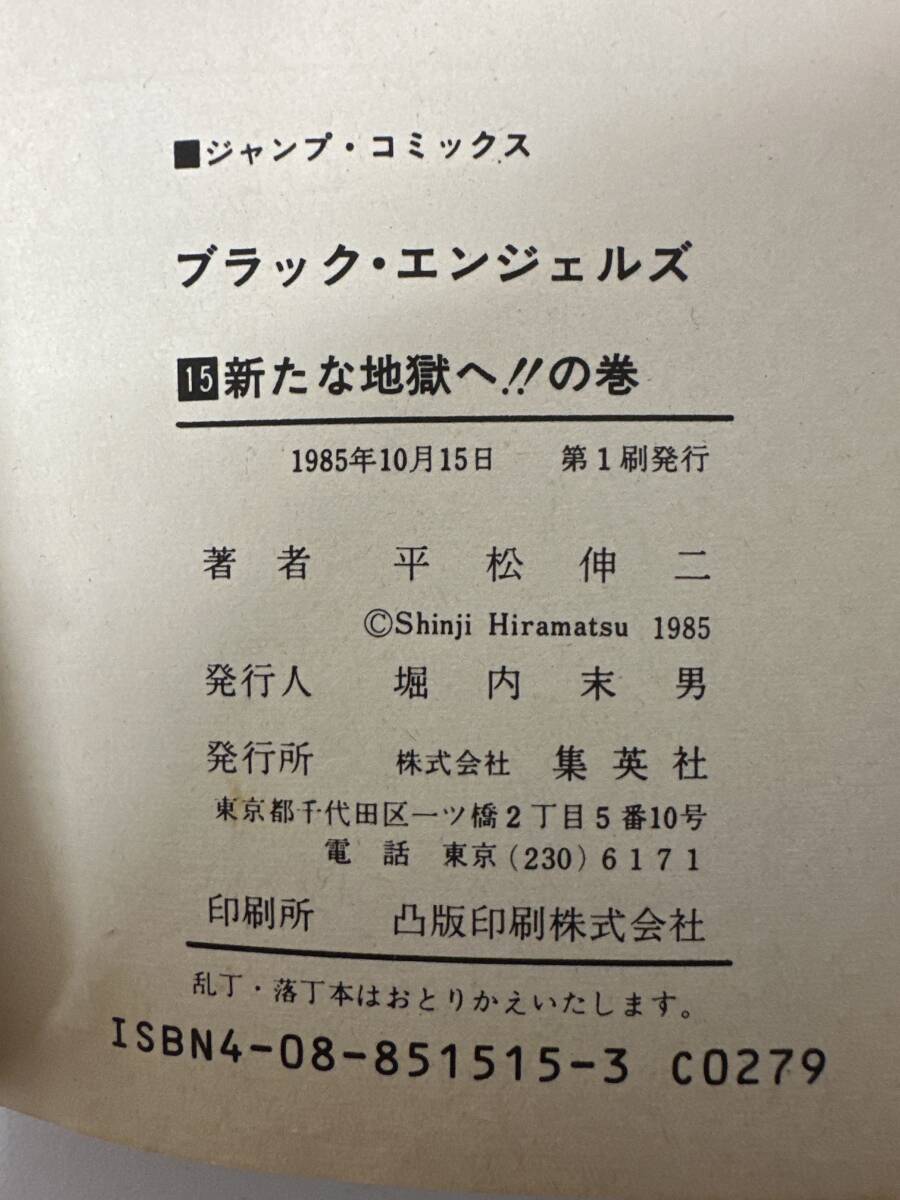 ■ジャンプ・コミックス
ブラック・エンジェルズ
15新たな地獄へ!!の巻
1985年10月15日 第1刷発行
著者 平松伸二
©Shinji Hiramatsu 1985
発行人 堀内末男
発行所 株式会社 集英社
東京都千代田区一ツ橋2丁目5番10号
電話 東京(230)6171
印刷所 凸版印刷株式会社
乱丁・落丁本はおとりかえいたします。
ISBN4-08-851515-3 C0279